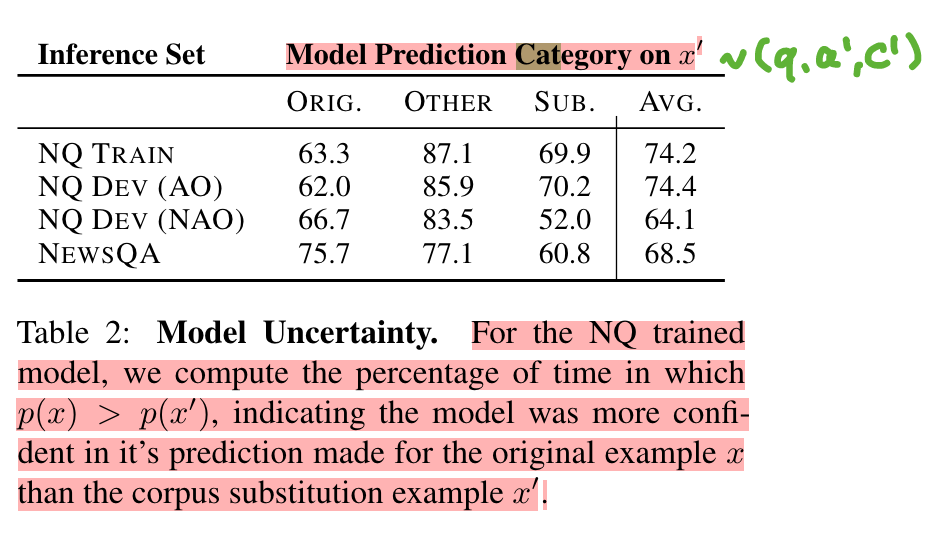 Inference Set Model Prediction Category on x′ ~(q,a',c')
ORIG. OTHER SUB. AVG.
NQ TRAIN 63.3 87.1 69.9 74.2
NQ DEV (AO) 62.0 85.9 70.2 74.4
NQ DEV (NAO) 66.7 83.5 52.0 64.1
NEWSQA 75.7 77.1 60.8 68.5
Table 2: Model Uncertainty. For the NQ trained
model, we compute the percentage of time in which
p(x) > p(x′), indicating the model was more confi-
dent in it's prediction made for the original example x
than the corpus substitution example x′.